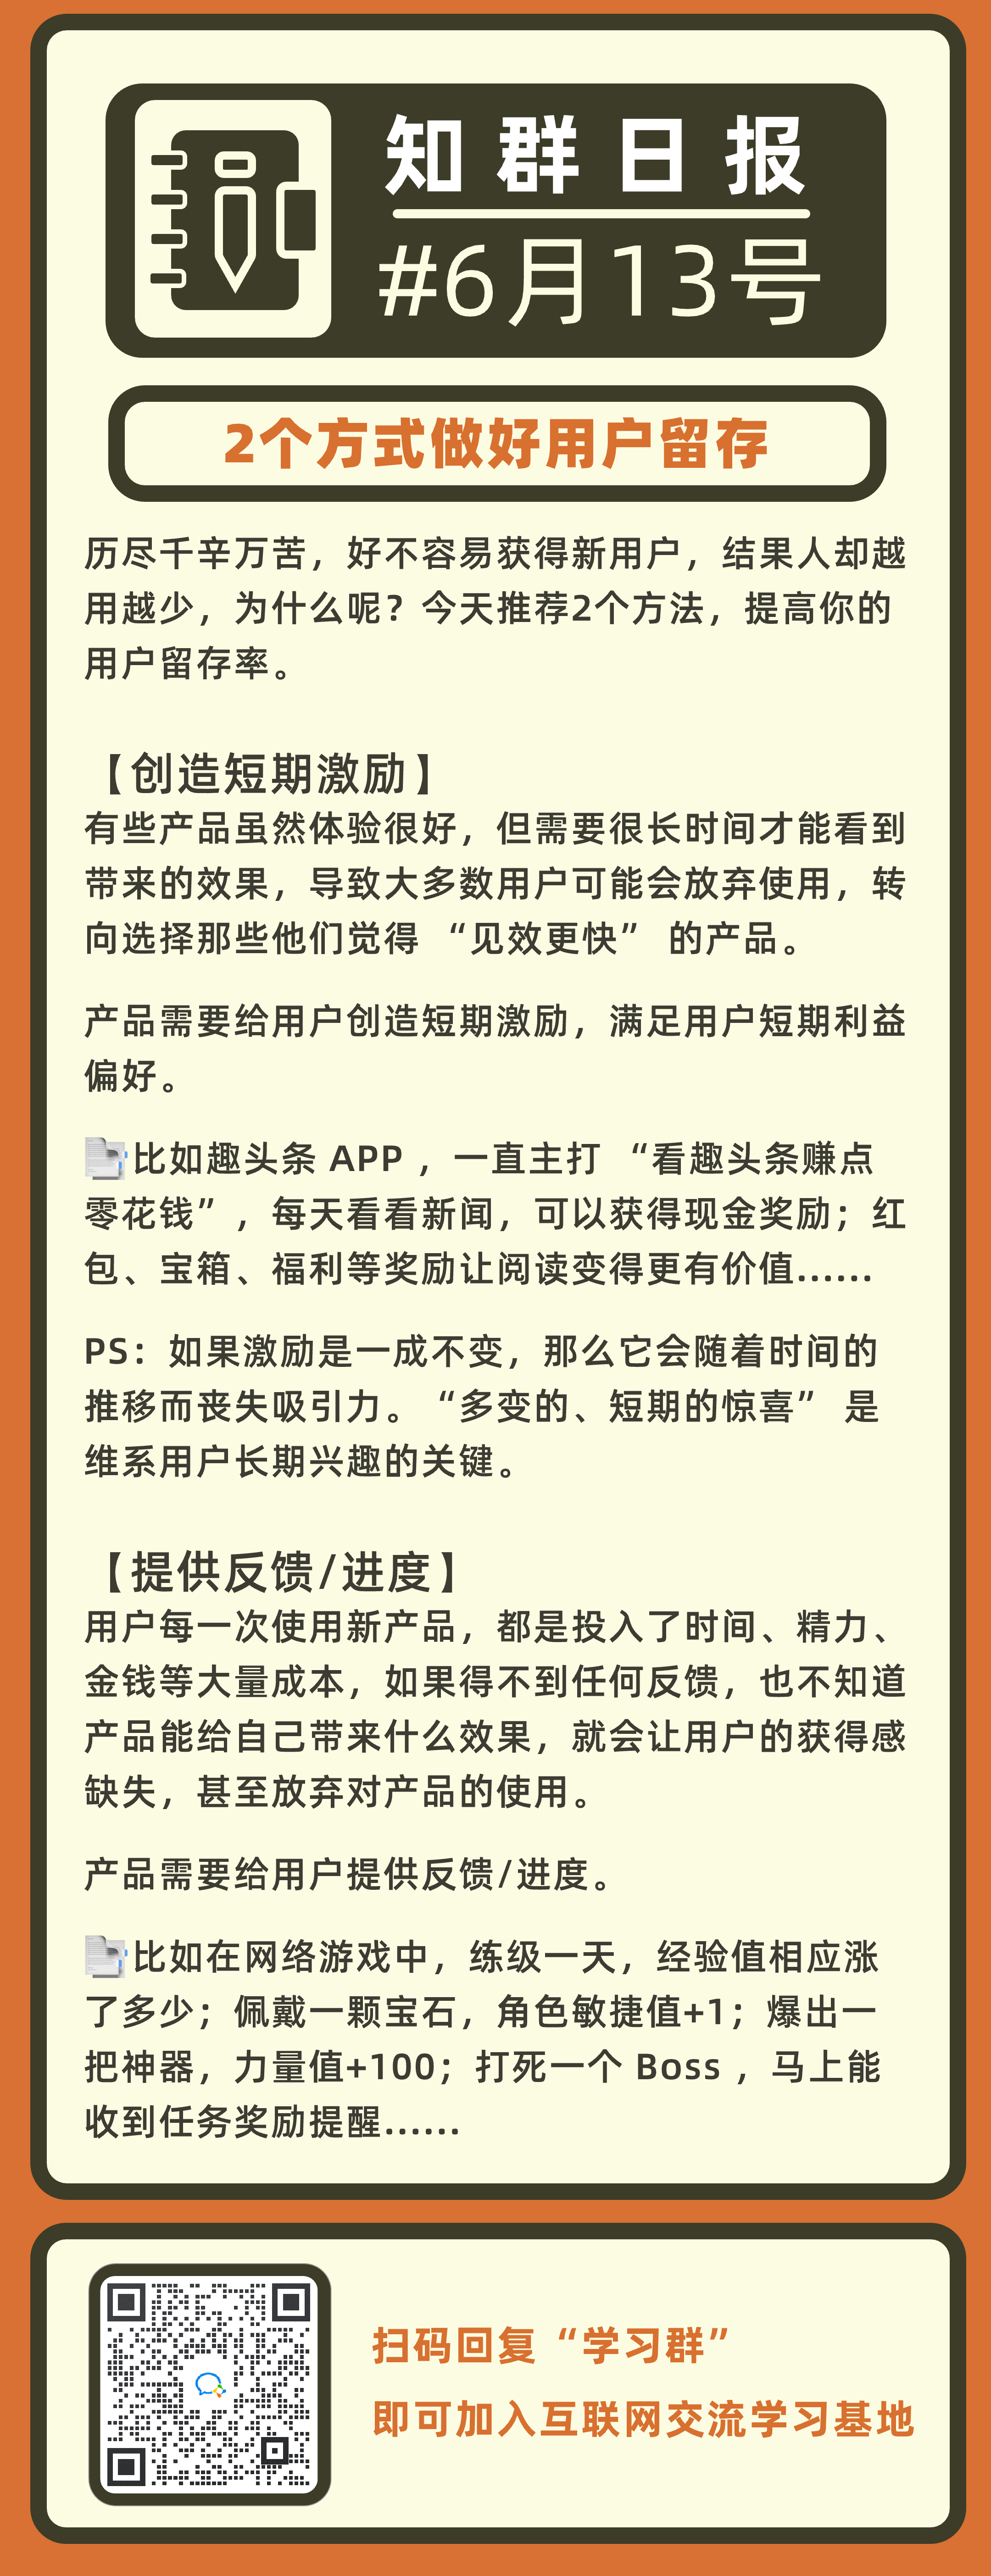 知群日报
#6月13号
2个方式做好用户留存
历尽千辛万苦，好不容易获得新用户，结果人却越
用越少，为什么呢？今天推荐2个方法，提高你的
用户留存率。
【创造短期激励】
有些产品虽然体验很好，但需要很长时间才能看到
带来的效果，导致大多数用户可能会放弃使用，转
向选择那些他们觉得“见效更快”的产品。
产品需要给用户创造短期激励，满足用户短期利益
偏好。
比如趣头条 APP ，一直主打“看趣头条赚点
零花钱”，每天看看新闻，可以获得现金奖励；红
包、宝箱、福利等奖励让阅读变得更有价值……
PS：如果激励是一成不变，那么它会随着时间的
推移而丧失吸引力。“多变的、短期的惊喜”是
维系用户长期兴趣的关键。
【提供反馈/进度】
用户每一次使用新产品，都是投入了时间、精力、
金钱等大量成本，如果得不到任何反馈，也不知道
产品能给自己带来什么效果，就会让用户的获得感
缺失，甚至放弃对产品的使用。
产品需要给用户提供反馈/进度。
比如在网络游戏中，练级一天，经验值相应涨
了多少；佩戴一颗宝石，角色敏捷值+1；爆出一
把神器，力量值+100；打死一个 Boss ，马上能
收到任务奖励提醒……
扫码回复“学习群”
即可加入互联网交流学习基地